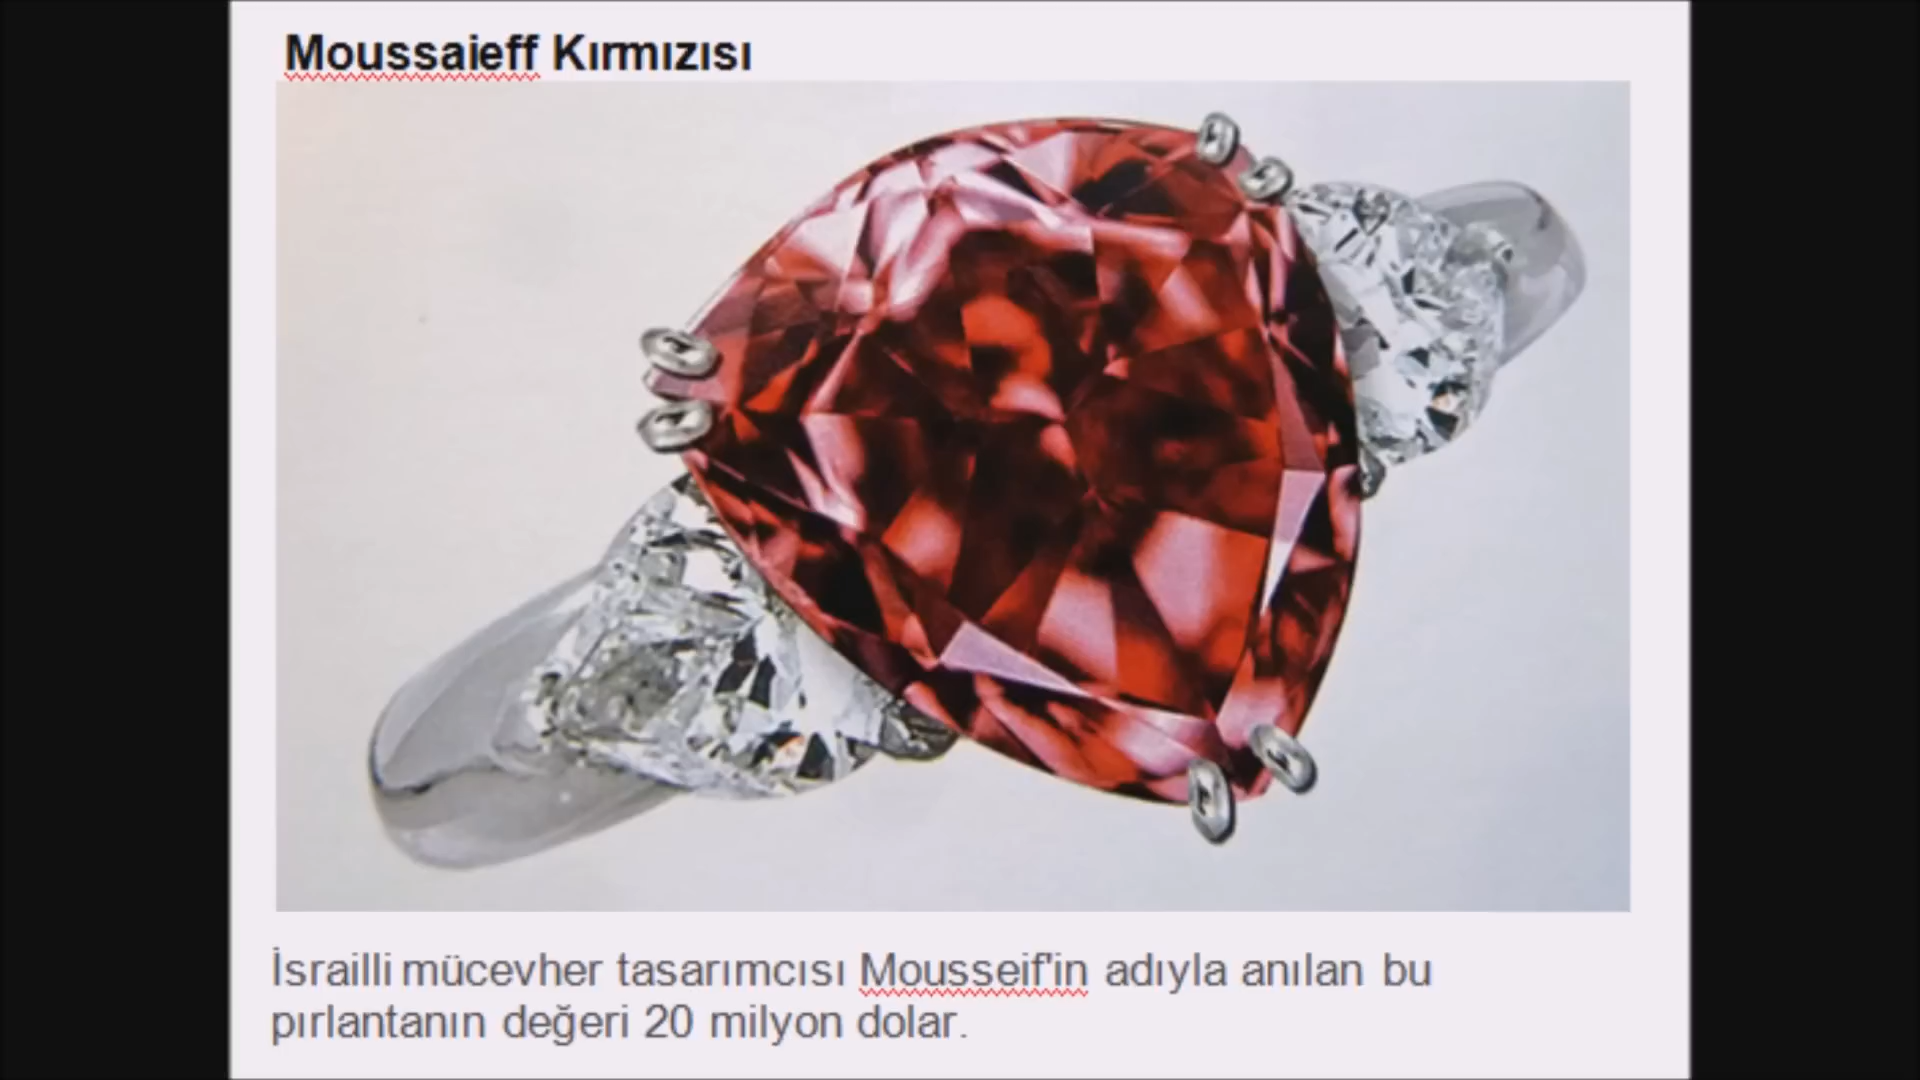 Moussaieff Kırmızısı
İsrailli mücevher tasarımcısı Mousseif'in adıyla anılan bu
pırlantanın değeri 20 milyon dolar.